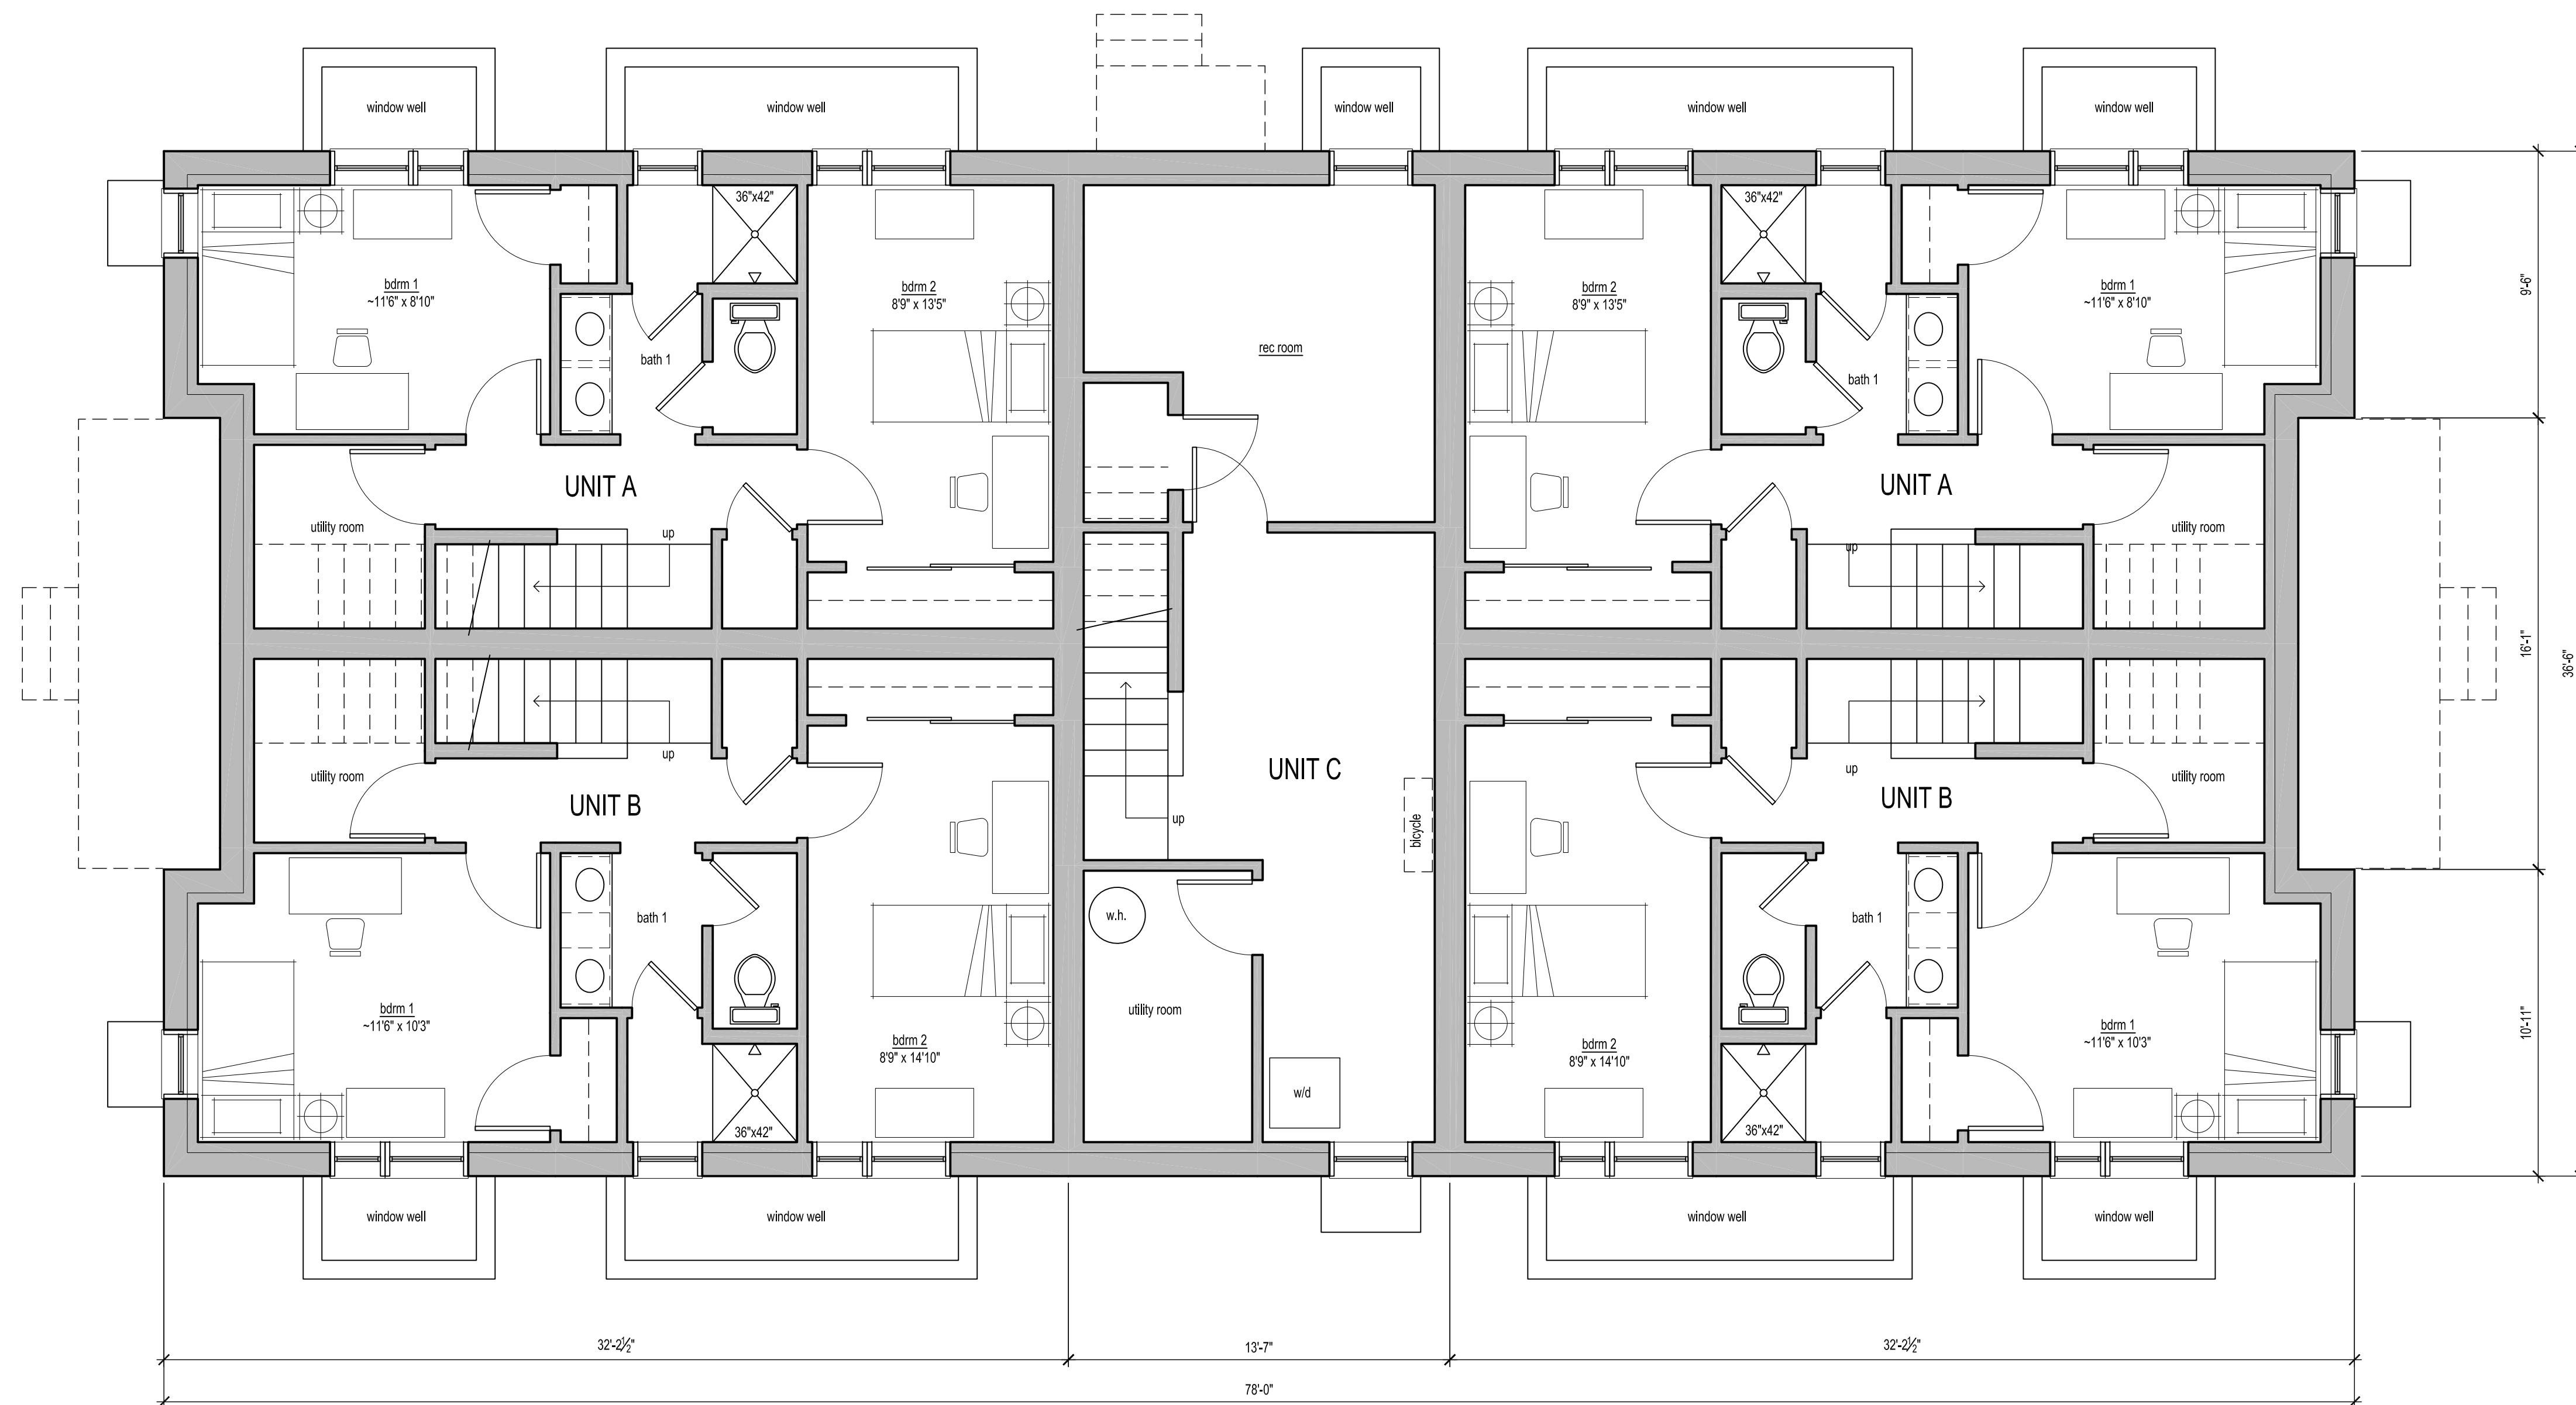 window well
window well
window well
window well
window well
36"x42"
36"x42"
bdrm 1
~11'6" x 8'10"
bdrm 2
8'9" x 13'5"
bdrm 2
8'9" x 13'5"
bdrm 1
~11'6" x 8'10"
9'-6"
bath 1
rec room
bath 1
UNIT A
UNIT A
utility room
up
up
utility room
16'-1"
36'-6"
utility room
up
UNIT C
up
utility room
UNIT B
UNIT B
up
bicycle
w.h.
bath 1
bath 1
bdrm 1
~11'6" x 10'3"
utility room
bdrm 1
~11'6" x 10'3"
10'-11"
bdrm 2
8'9" x 14'10"
bdrm 2
8'9" x 14'10"
w/d
36"x42"
36"x42"
window well
window well
window well
window well
32'-2½"
13'-7"
32'-2½"
78'-0"